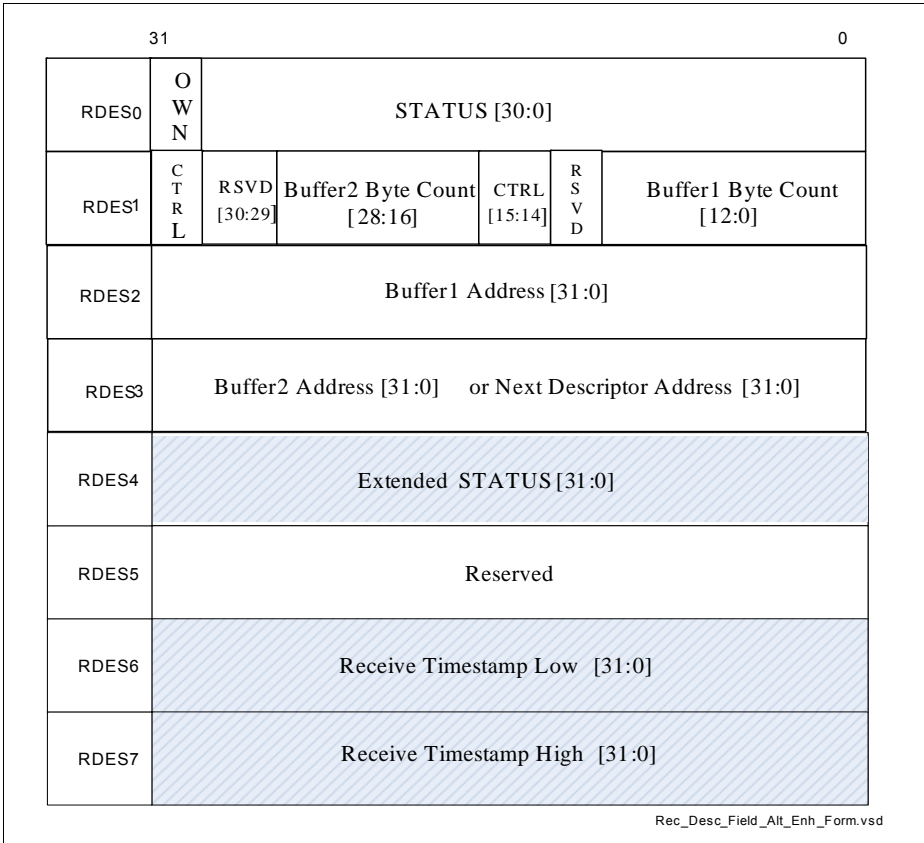 31 0
RDES0 OWN STATUS [30:0]
RDES1 CTRL RSVD [30:29] Buffer2 Byte Count [28:16] CTRL [15:14] RSVD Buffer1 Byte Count [12:0]
RDES2 Buffer1 Address [31:0]
RDES3 Buffer2 Address [31:0] or Next Descriptor Address [31:0]
RDES4 Extended STATUS [31:0]
RDES5 Reserved
RDES6 Receive Timestamp Low [31:0]
RDES7 Receive Timestamp High [31:0]
Rec_Desc_Field_Alt_Enh_Form.vsd